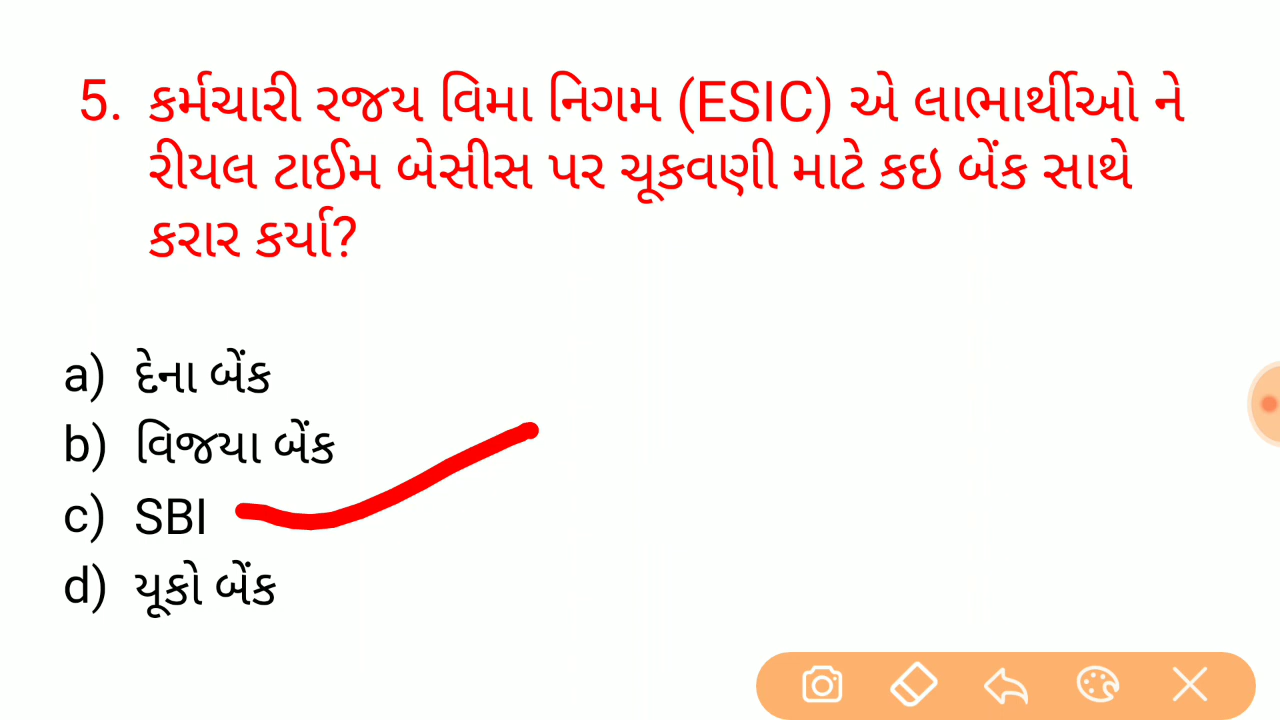 5. કર્મચારી રજય વિમા નિગમ (ESIC) એ લાભાર્થીઓ ને
રીયલ ટાઈમ બેસીસ પર ચૂકવણી માટે કઇ બેંક સાથે
કરાર કર્યા?
a) દેના બેંક
b) વિજયા બેંક
c) SBI
d) યૂકો બેંક